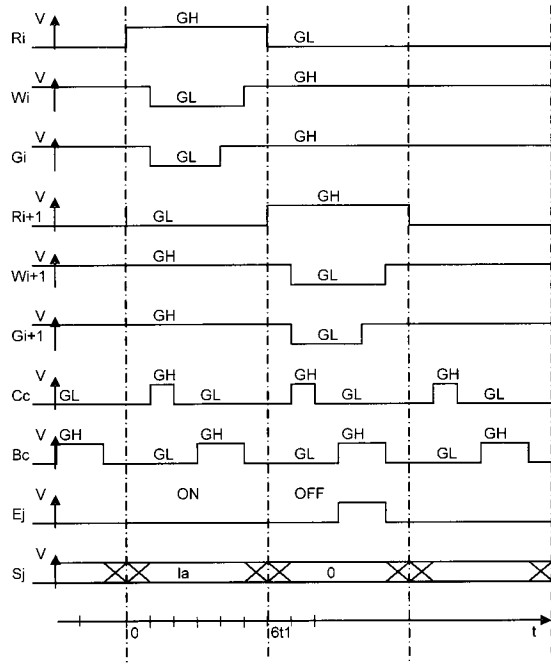 V GH
Ri GL
V GH
Wi GL
V GH
Gi GL
V GH
Ri+1 GL
V GH
Wi+1 GL
V GH
Gi+1 GL
V GH GH GH
Cc GL GL GL GL
V GH GH GH GH
Bc GL GL GL
V ON OFF
Ej
V
Sj Ia 0
0 6t1 t